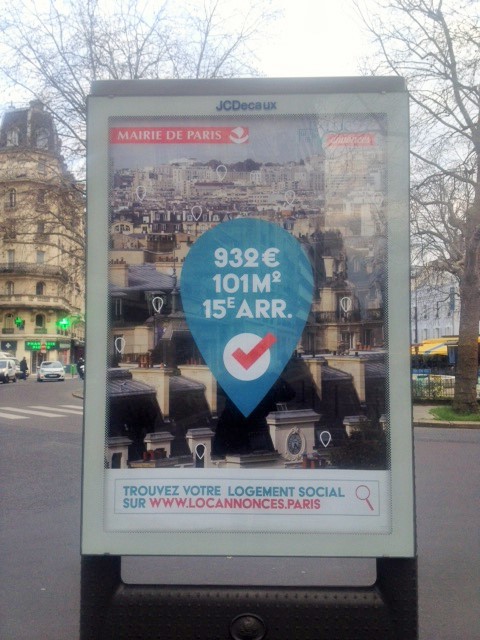 JCDecaux
MAIRIE DE PARIS
932€
101M²
15E ARR.
TROUVEZ VOTRE LOGEMENT SOCIAL
SUR WWW.LOCANNONCES.PARIS